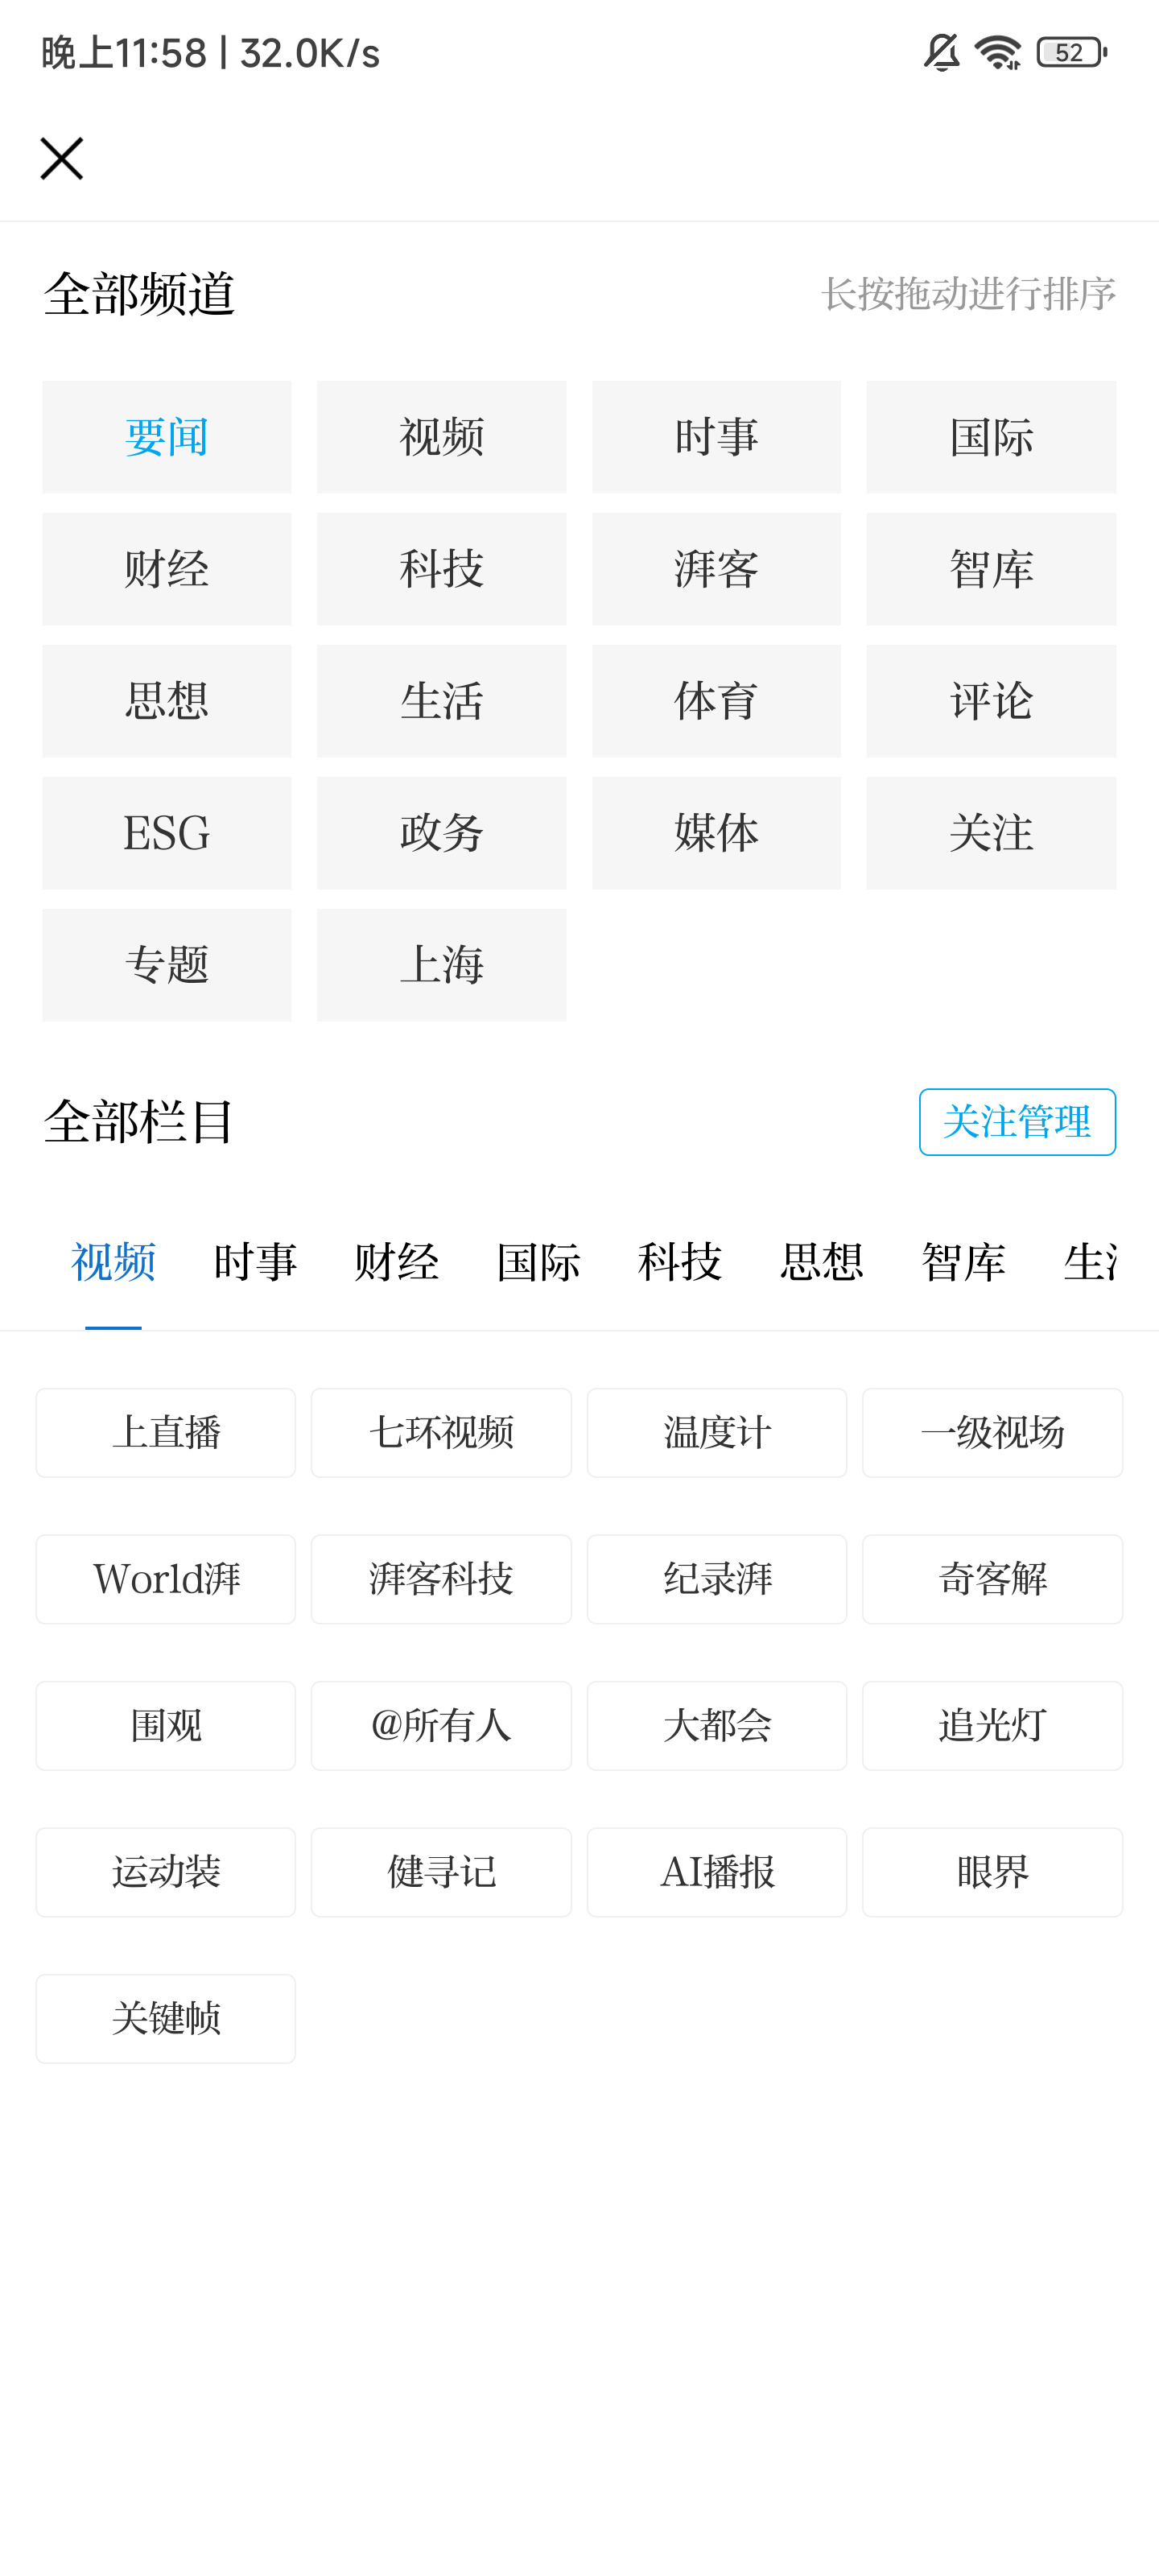 晚上11:58 | 32.0K/s 52
全部频道 长按拖动进行排序
要闻 视频 时事 国际
财经 科技 湃客 智库
思想 生活 体育 评论
ESG 政务 媒体 关注
专题 上海
全部栏目 关注管理
视频 时事 财经 国际 科技 思想 智库 生
上直播 七环视频 温度计 一级视场
World湃 湃客科技 纪录湃 奇客解
围观 @所有人 大都会 追光灯
运动装 健寻记 AI播报 眼界
关键帧